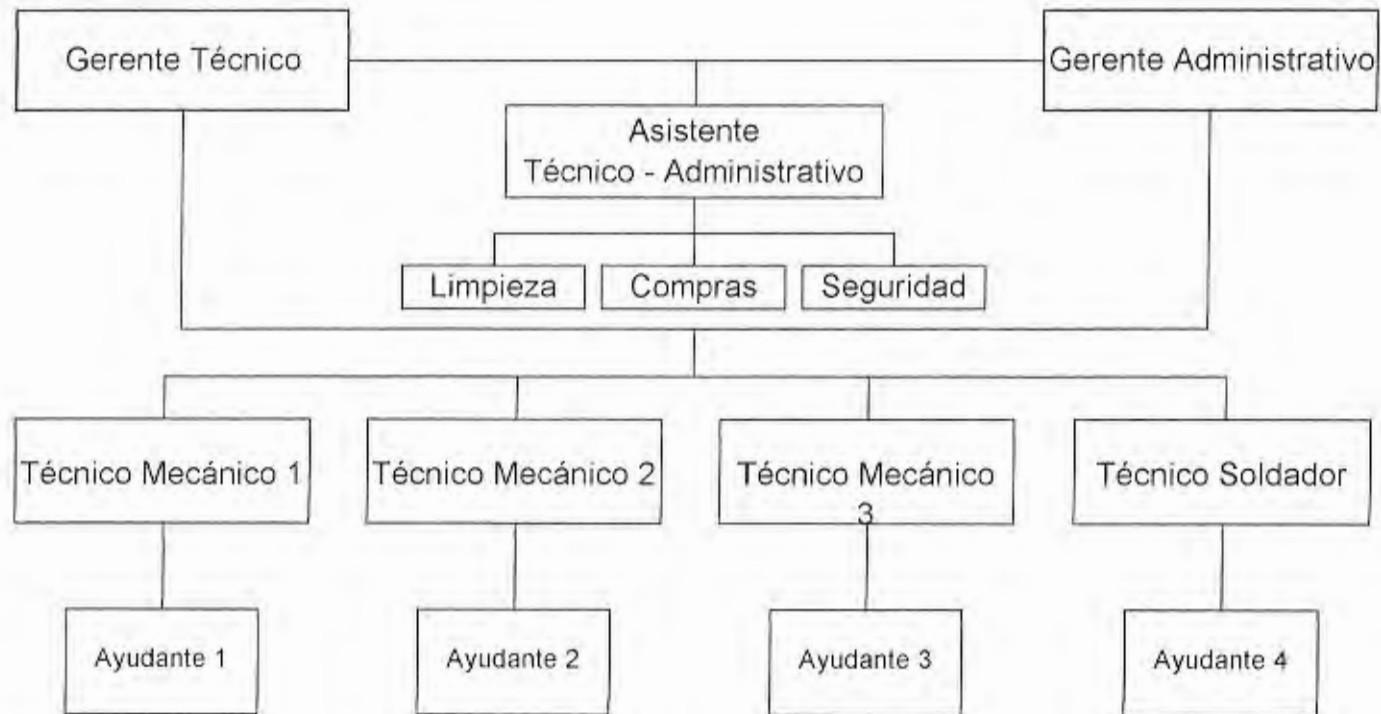 Gerente Técnico
Gerente Administrativo
Asistente
Técnico - Administrativo
Limpieza
Compras
Seguridad
Técnico Mecánico 1
Técnico Mecánico 2
Técnico Mecánico
3
Técnico Soldador
Ayudante 1
Ayudante 2
Ayudante 3
Ayudante 4